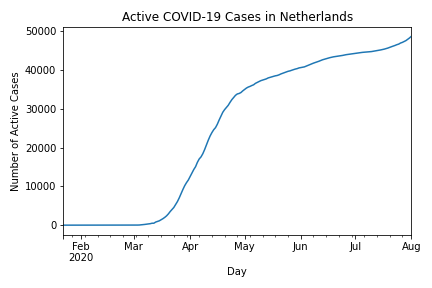 Active COVID-19 Cases in Netherlands
50000
40000
30000
20000
10000
0
Number of Active Cases
Feb
2020
Mar
Apr
May
Jun
Jul
Aug
Day